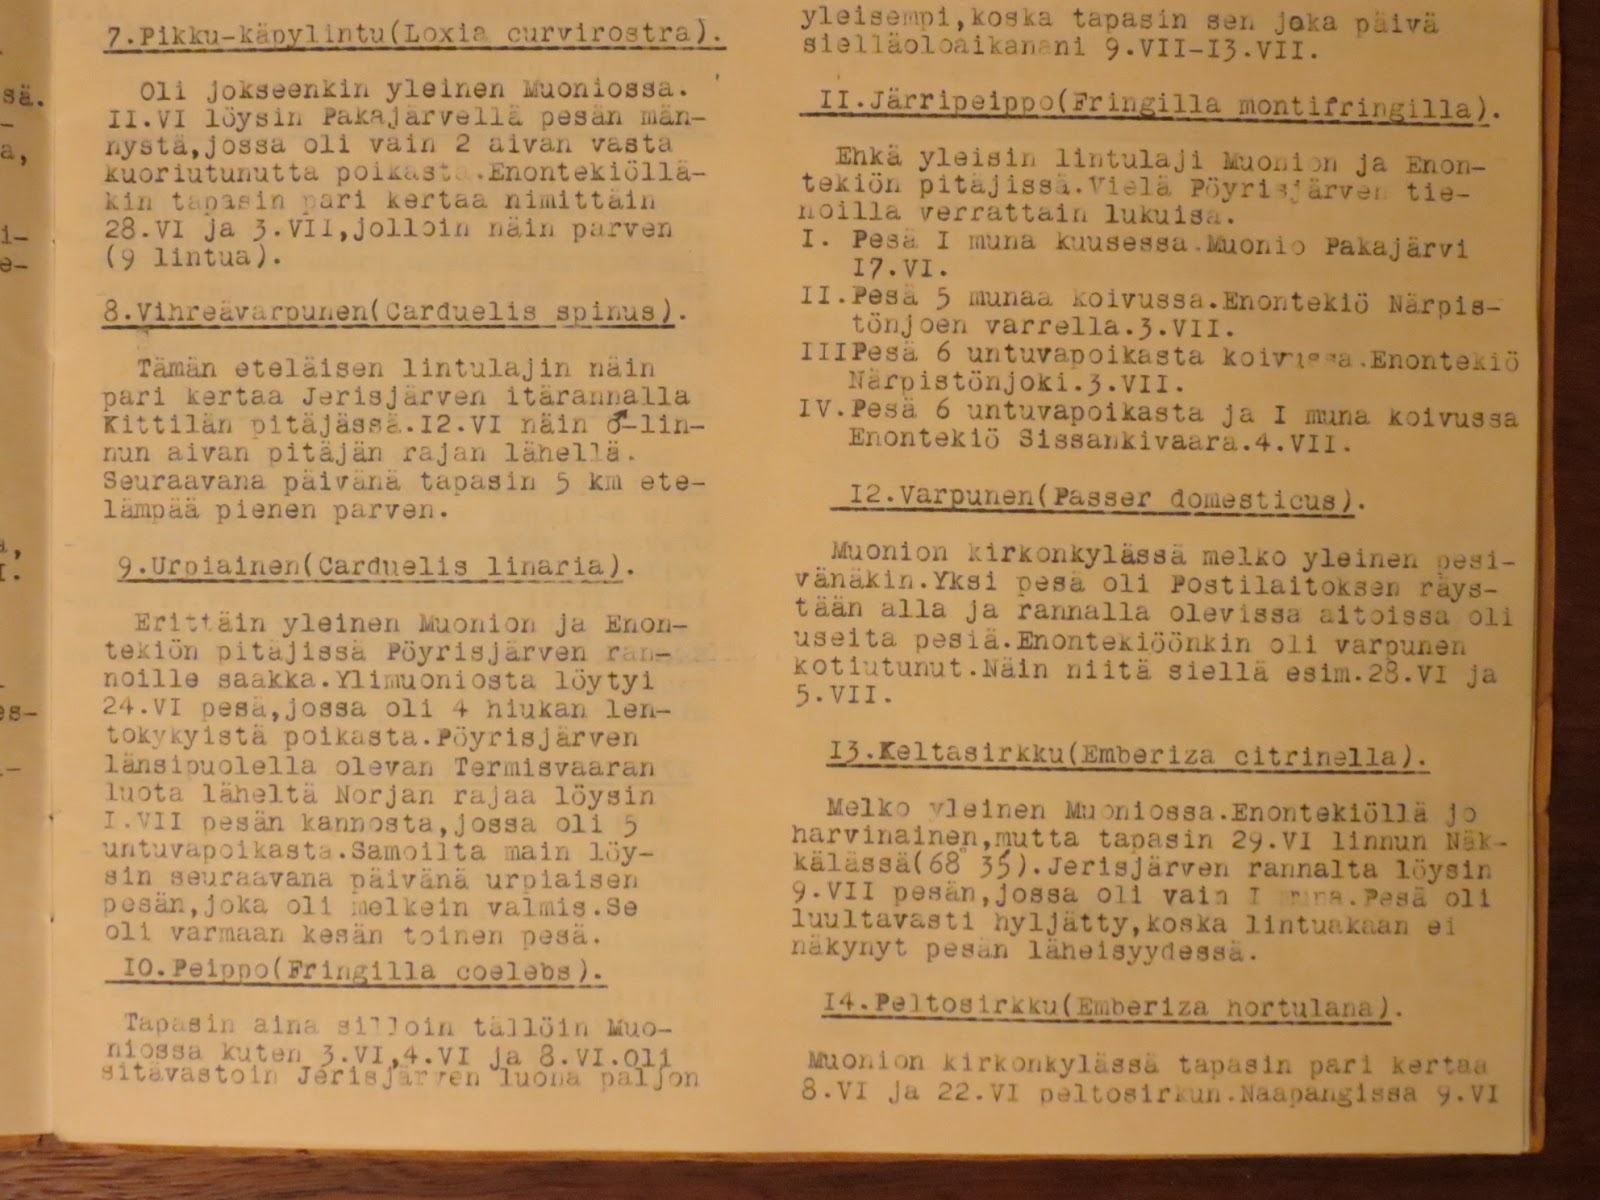 sä.
a,
i-
e-
a,
I.
es-
7.Pikku-käpylintu(Loxia curvirostra).
Oli jokseenkin yleinen Muoniossa.
II.VI löysin Pakajärvellä pesän män-
nystä,jossa oli vain 2 aivan vasta
kuoriutunutta poikasta.Enontekiöllä-
kin tapasin pari kertaa nimittäin
28.VI ja 3.VII,jolloin näin parven
(9 lintua).
8.Vihreävarpunen(Carduelis spinus).
Tämän eteläisen lintulajin näin
pari kertaa Jerisjärven itärannalla
Kittilän pitäjässä.I2.VI näin ♂-lin-
nun aivan pitäjän rajan lähellä.
Seuraavana päivänä tapasin 5 km ete-
lämpää pienen parven.
9.Urpiainen(Carduelis linaria).
Erittäin yleinen Muonion ja Enon-
tekiön pitäjissä Pöyrisjärven ran-
noille saakka.Ylimuoniosta löytyi
24.VI pesä,jossa oli 4 hiukan len-
tokykyistä poikasta.Pöyrisjärven
länsipuolella olevan Termisvaaran
luota läheltä Norjan rajaa löysin
I.VII pesän kannosta,jossa oli 5
untuvapoikasta.Samoilta main löy-
sin seuraavana päivänä urpiaisen
pesän,joka oli melkein valmis.Se
oli varmaan kesän toinen pesä.
IO.Peippo(Fringilla coelebs).
Tapasin aina silloin tällöin Muo-
niossa kuten 3.VI,4.VI ja 8.VI.Oli
sitävastoin Jerisjärven luona paljon
yleisempi,koska tapasin sen joka päivä
sielläoloaikanani 9.VII-I3.VII.
II.Järripeippo(Fringilla montifringilla).
Ehkä yleisin lintulaji Muonion ja Enon-
tekiön pitäjissä.Vielä Pöyrisjärven tie-
noilla verrattain lukuisa.
I. Pesä I muna kuusessa.Muonio Pakajärvi
I7.VI.
II.Pesä 5 munaa koivussa.Enontekiö Närpis-
tönjoen varrella.3.VII.
IIIPesä 6 untuvapoikasta koivussa.Enontekiö
Närpistönjoki.3.VII.
IV.Pesä 6 untuvapoikasta ja I muna koivussa
Enontekiö Sissankivaara.4.VII.
I2.Varpunen(Passer domesticus).
Muonion kirkonkylässä melko yleinen pesi-
vänäkin.Yksi pesä oli Postilaitoksen räys-
tään alla ja rannalla olevissa aitoissa oli
useita pesiä.Enontekiöönkin oli varpunen
kotiutunut.Näin niitä siellä esim.28.VI ja
5.VII.
I3.Keltasirkku(Emberiza citrinella).
Melko yleinen Muoniossa.Enontekiöllä jo
harvinainen,mutta tapasin 29.VI linnun Näk-
kälässä(68° 35).Jerisjärven rannalta löysin
9.VII pesän,jossa oli vain I muna.Pesä oli
luultavasti hyljätty,koska lintuakaan ei
näkynyt pesän läheisyydessä.
I4.Peltosirkku(Emberiza hortulana).
Muonion kirkonkylässä tapasin pari kertaa
8.VI ja 22.VI peltosirkun.Naapangissa 9.VI